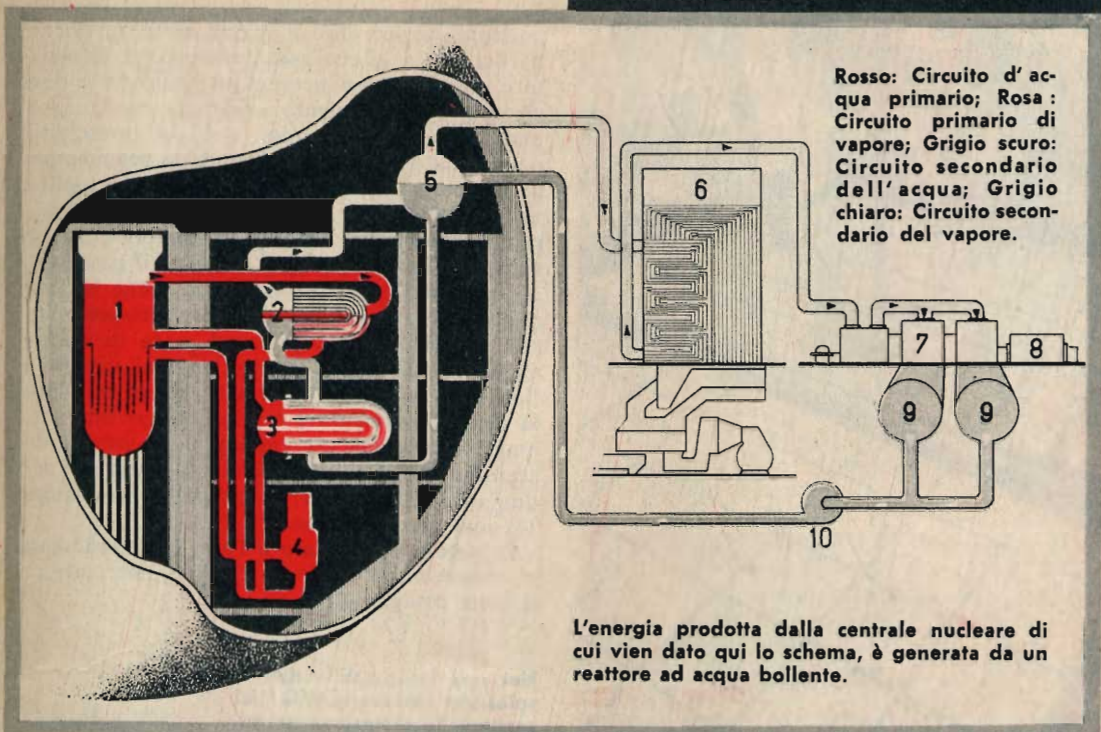 Rosso: Circuito d'ac-
qua primario; Rosa :
Circuito primario di
vapore; Grigio scuro:
Circuito secondario
dell'acqua; Grigio
chiaro: Circuito secon-
dario del vapore.
5
6
1
2
7
8
3
9 9
4
10
L'energia prodotta dalla centrale nucleare di
cui vien dato qui lo schema, è generata da un
reattore ad acqua bollente.